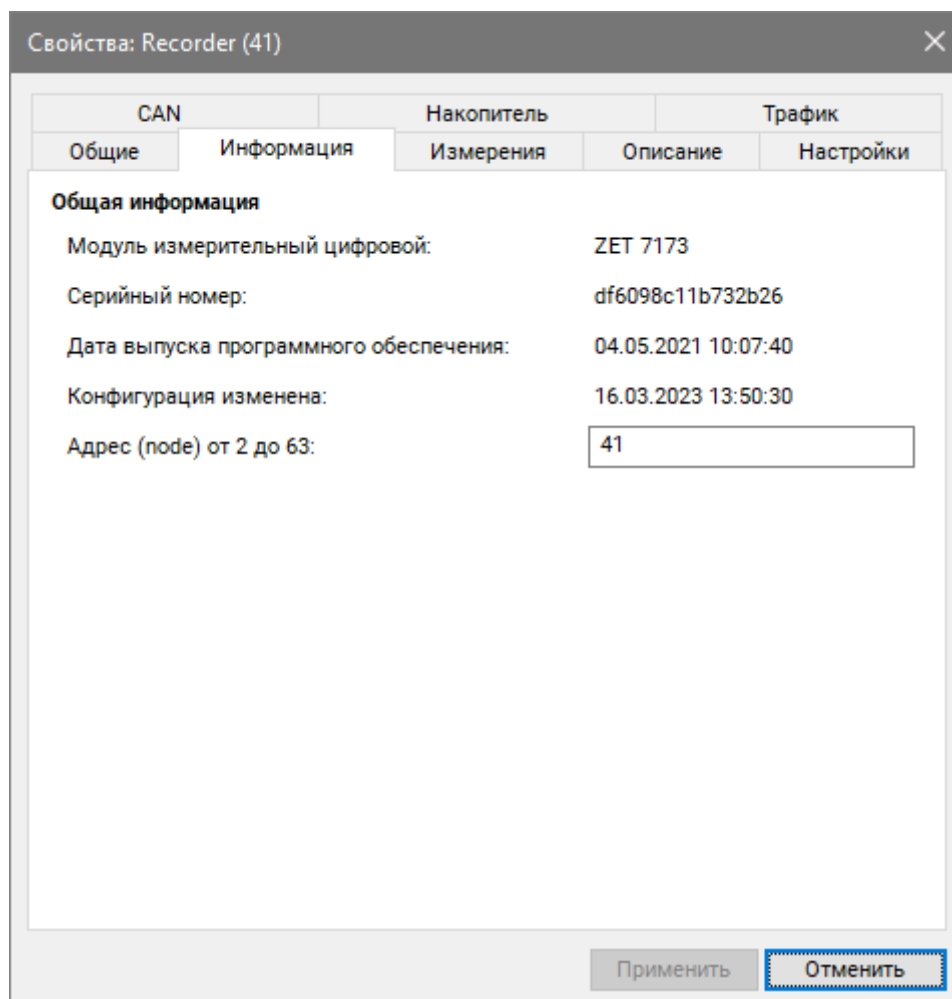 Свойства: Recorder (41)
CAN Накопитель Трафик
Общие Информация Измерения Описание Настройки
Общая информация
Модуль измерительный цифровой: ZET 7173
Серийный номер: df6098c11b732b26
Дата выпуска программного обеспечения: 04.05.2021 10:07:40
Конфигурация изменена: 16.03.2023 13:50:30
Адрес (node) от 2 до 63: 41
Применить Отменить